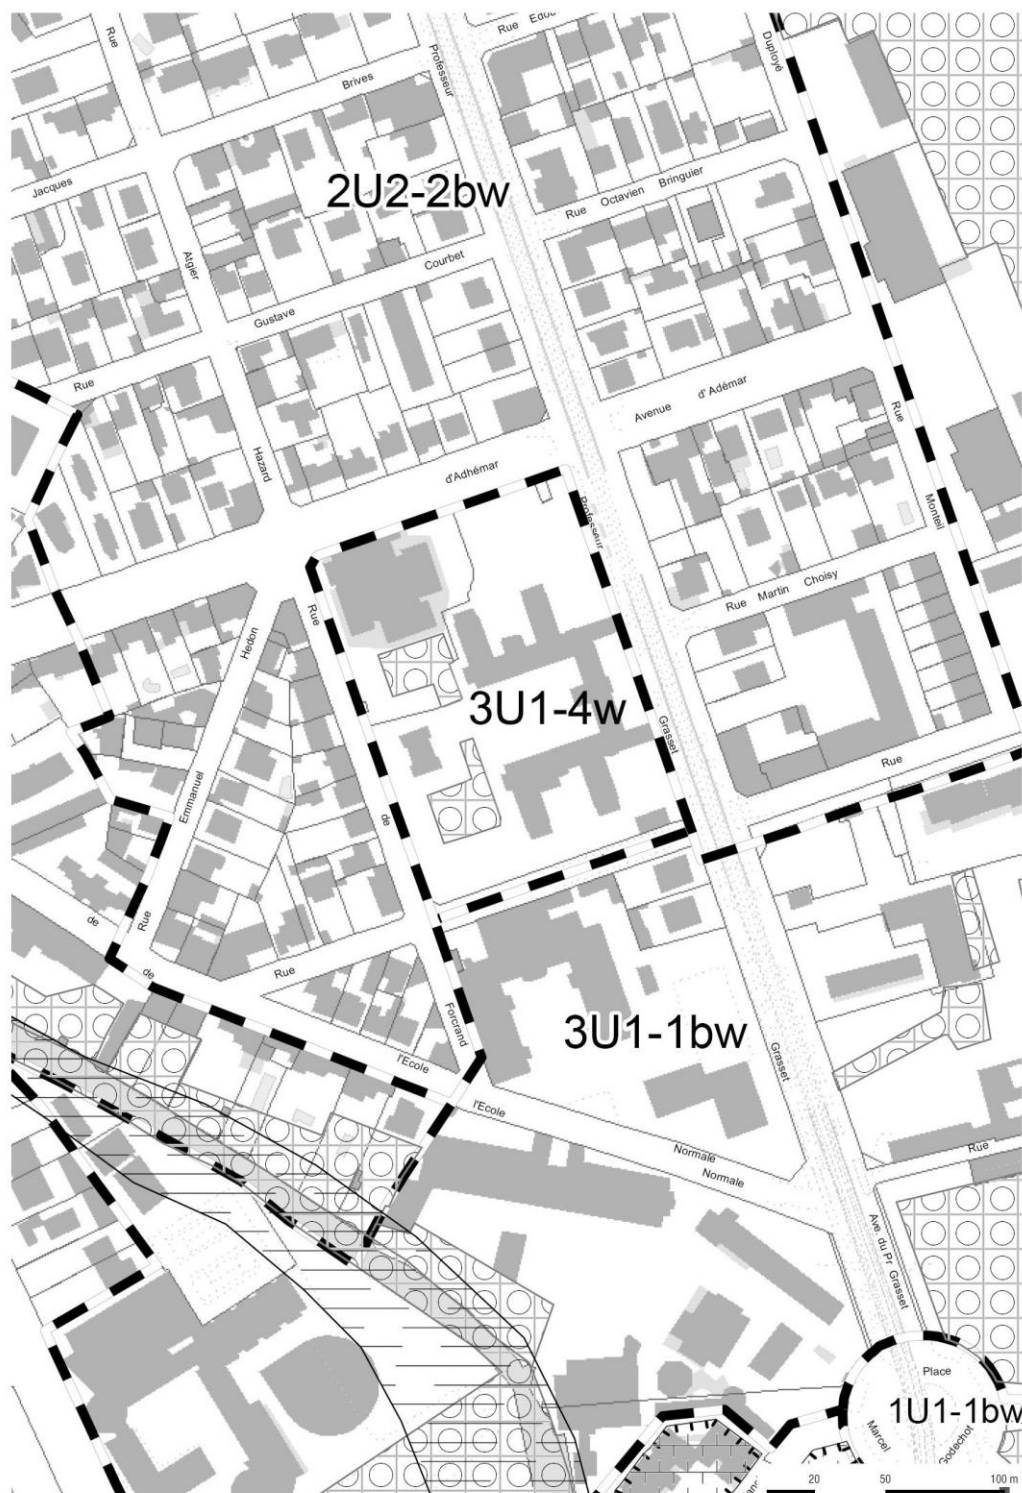 Rue
Professeur
Rue Edou
Duployé
Brives
Jacques
2U2-2bw
Rue Octavien Bringuier
Atgier
Courbet
Gustave
Rue
Avenue d' Adémar
Rue
Hazard
d'Adhémar
Professeur
Monteil
Rue Martin Choisy
Rue
Hedon
3U1-4w
Grasset
Rue
Emmanuel
de
de
Rue
Rue
de
3U1-1bw
Forcrand
l'Ecole
Grasset
l'Ecole
Normale
Normale
Rue
Ave. du Pr Grasset
Place
1U1-1bw
Marcel
Godechot
20 50 100 m